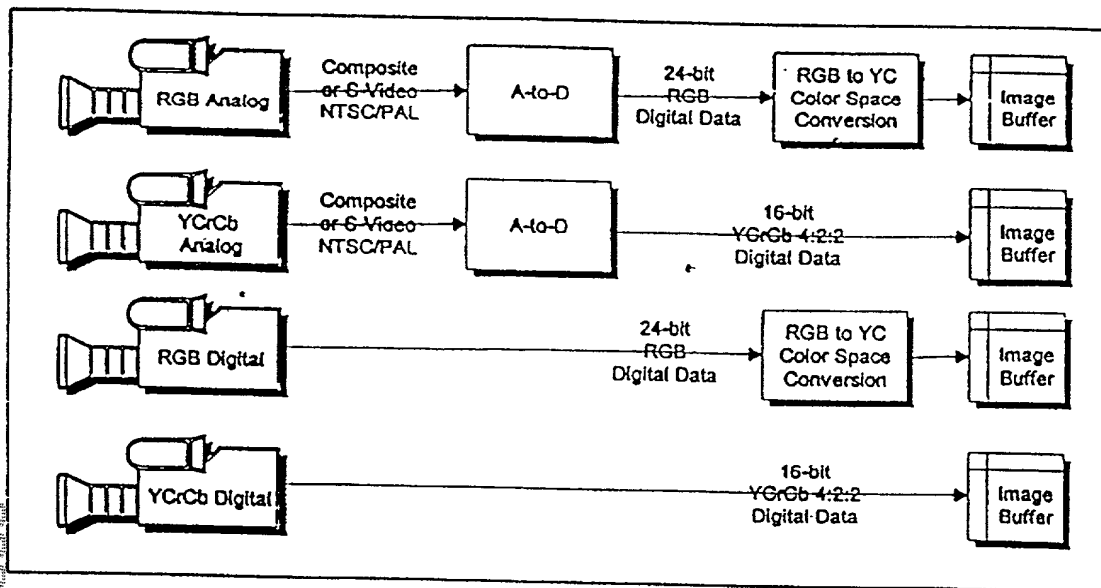 RGB Analog
Composite
or S-Video
NTSC/PAL
A-to-D
24-bit
RGB
Digital Data
RGB to YC
Color Space
Conversion
Image
Buffer
YCrCb
Analog
Composite
or S-Video
NTSC/PAL
A-to-D
16-bit
YCrCb 4:2:2
Digital Data
Image
Buffer
RGB Digital
24-bit
RGB
Digital Data
RGB to YC
Color Space
Conversion
Image
Buffer
YCrCb Digital
16-bit
YCrCb 4:2:2
Digital Data
Image
Buffer